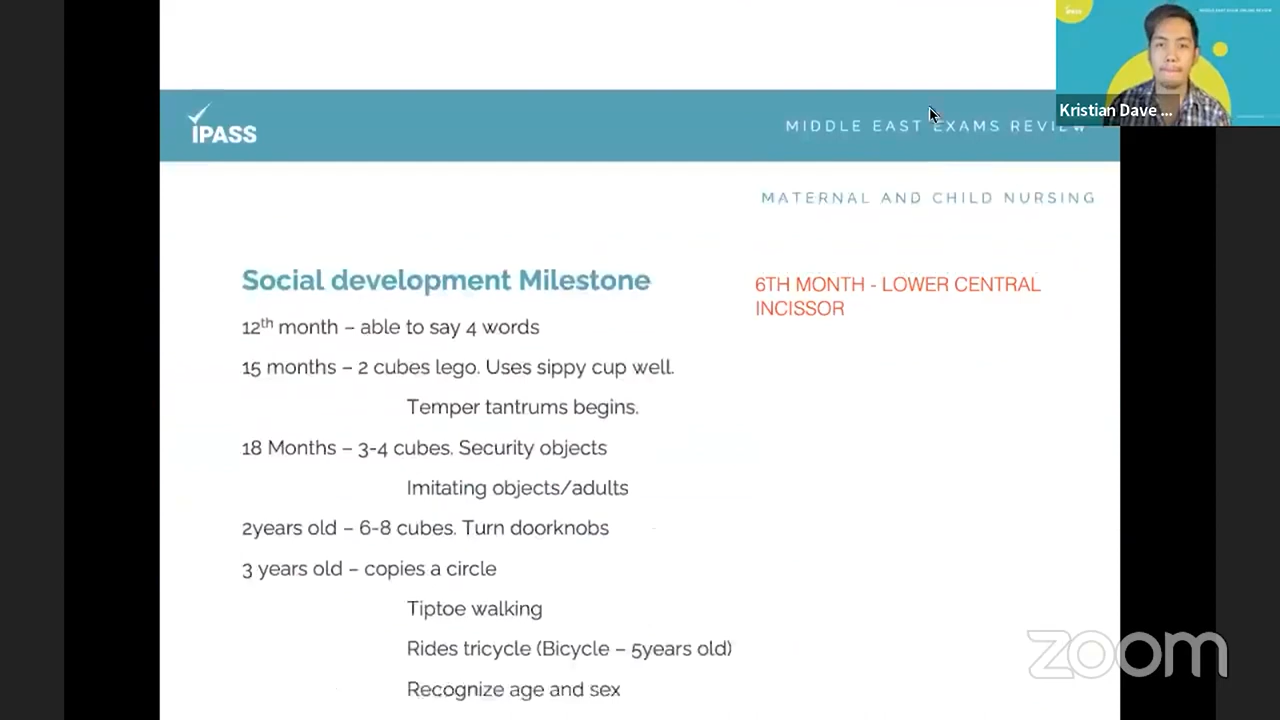 IPASS
MIDDLE EAST EXAMS REVIEW
Kristian Dave ...
MATERNAL AND CHILD NURSING
Social development Milestone
6TH MONTH - LOWER CENTRAL
INCISSOR
12th month – able to say 4 words
15 months – 2 cubes lego. Uses sippy cup well.
Temper tantrums begins.
18 Months – 3-4 cubes. Security objects
Imitating objects/adults
2years old – 6-8 cubes. Turn doorknobs
3 years old – copies a circle
Tiptoe walking
Rides tricycle (Bicycle – 5years old)
Recognize age and sex
zoom